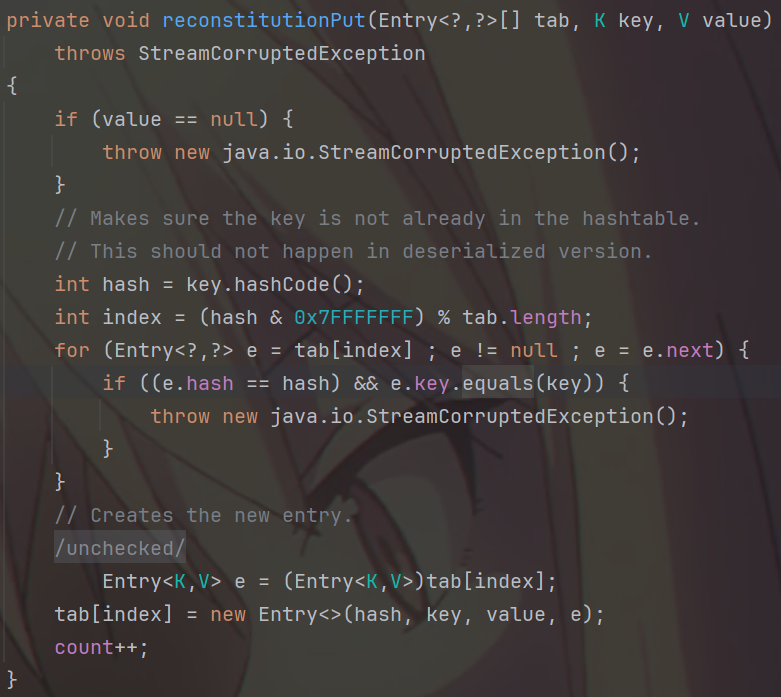 private void reconstitutionPut(Entry<?,?>[] tab, K key, V value)
    throws StreamCorruptedException
{
    if (value == null) {
        throw new java.io.StreamCorruptedException();
    }
    // Makes sure the key is not already in the hashtable.
    // This should not happen in deserialized version.
    int hash = key.hashCode();
    int index = (hash & 0x7FFFFFFF) % tab.length;
    for (Entry<?,?> e = tab[index] ; e != null ; e = e.next) {
        if ((e.hash == hash) && e.key.equals(key)) {
            throw new java.io.StreamCorruptedException();
        }
    }
    // Creates the new entry.
    /unchecked/
        Entry<K,V> e = (Entry<K,V>)tab[index];
    tab[index] = new Entry<>(hash, key, value, e);
    count++;
}